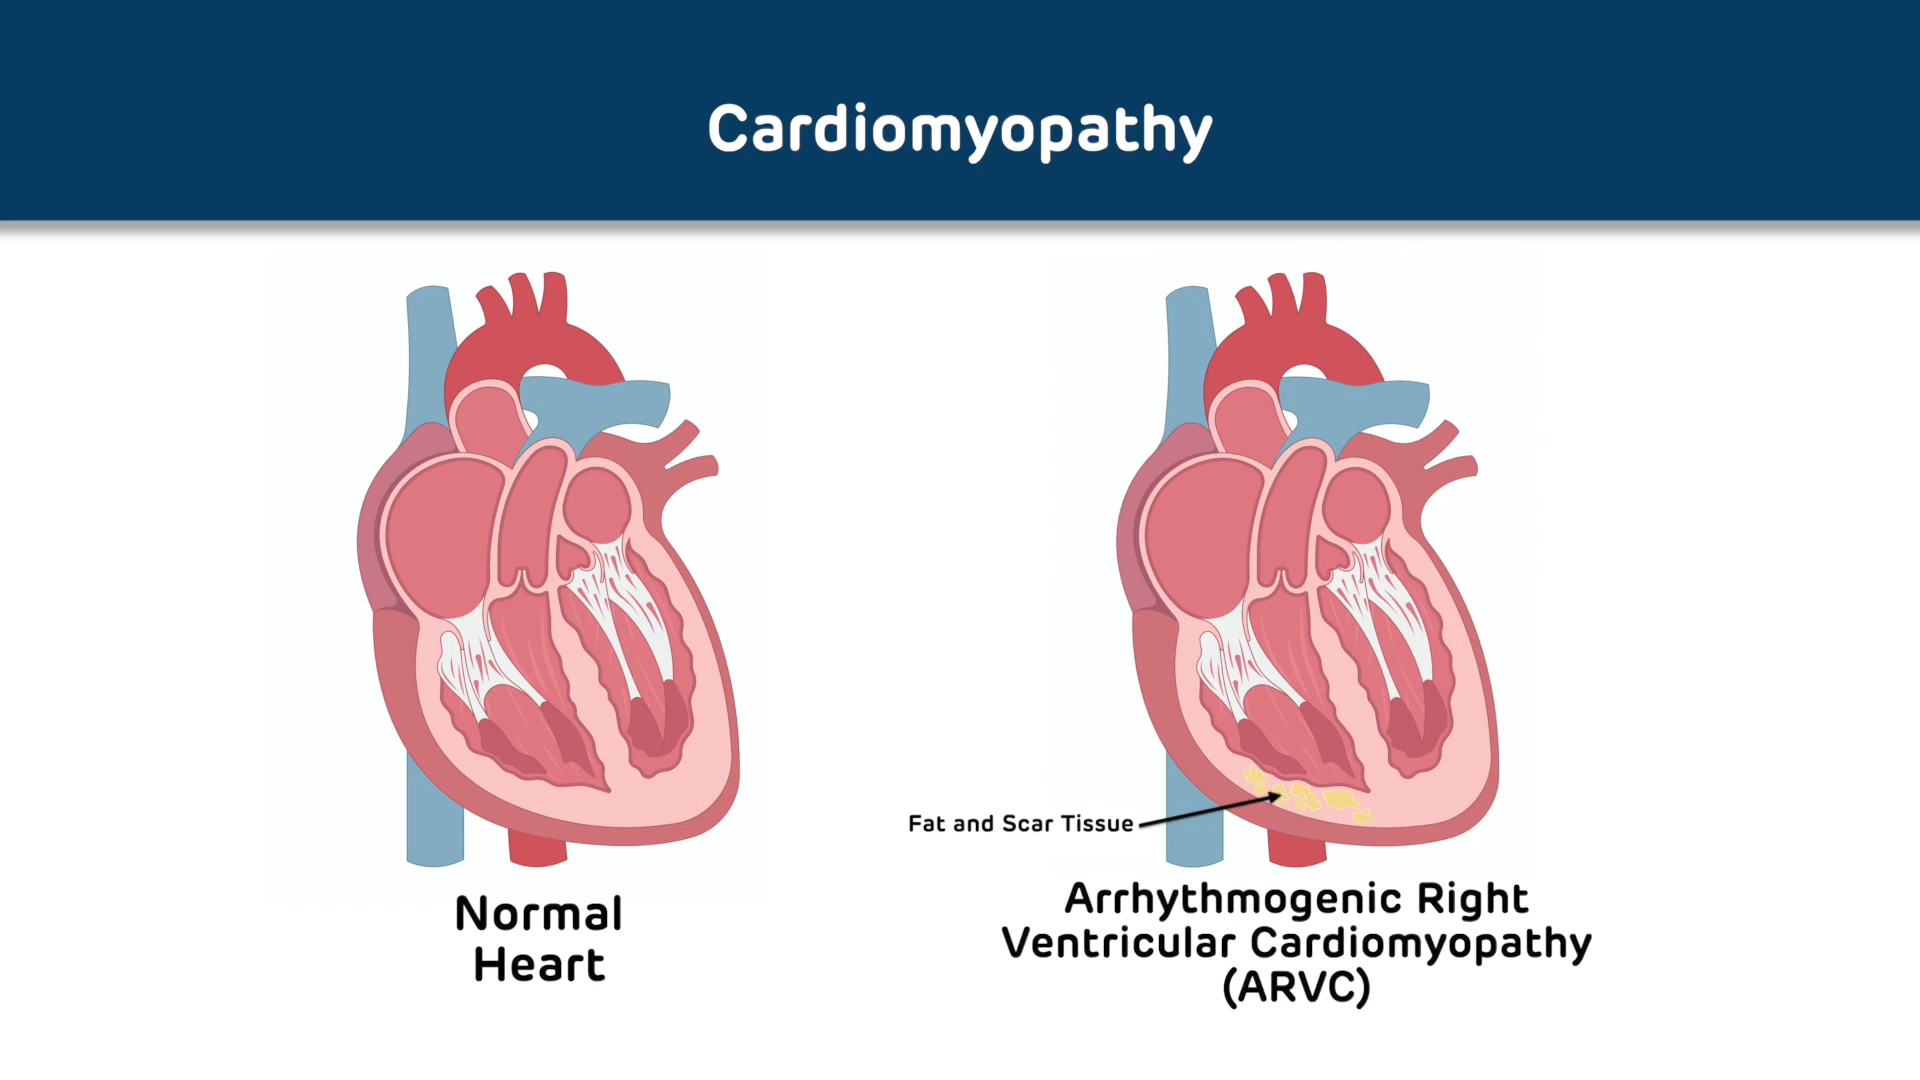 Cardiomyopathy
Fat and Scar Tissue
Normal
Heart
Arrhythmogenic Right
Ventricular Cardiomyopathy
(ARVC)